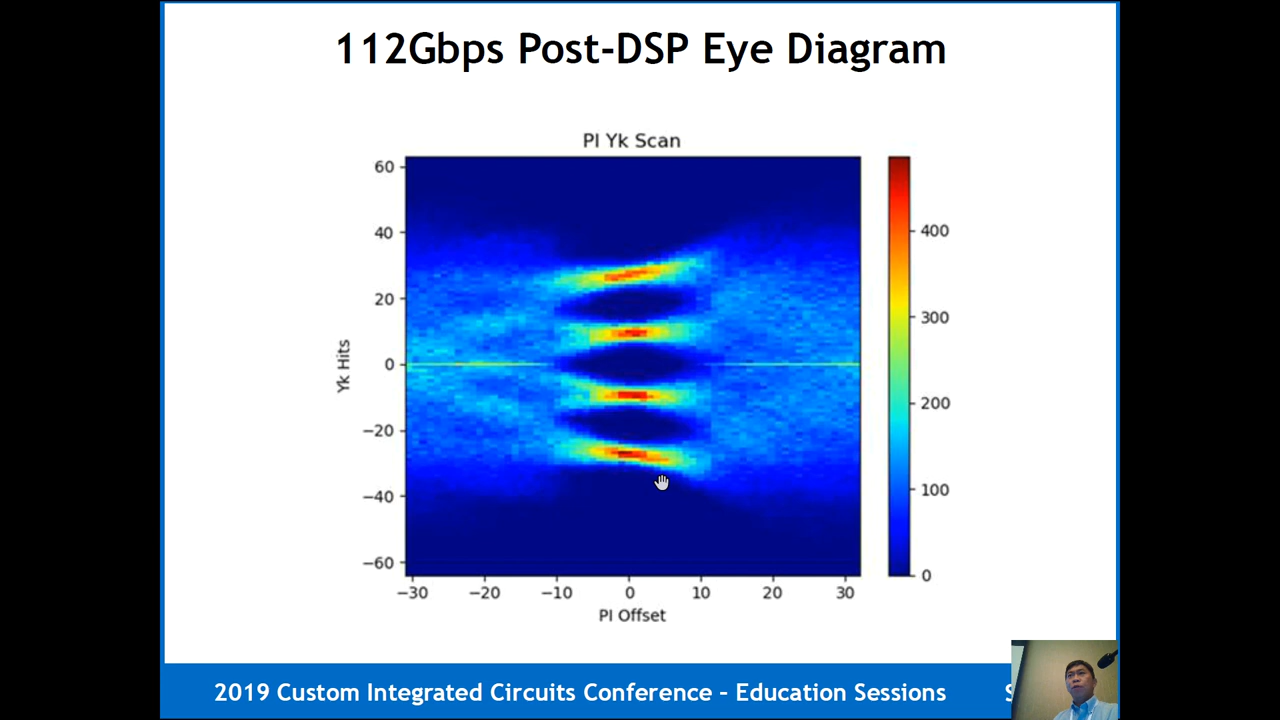 112Gbps Post-DSP Eye Diagram
PI Yk Scan
60
40
20
0
−20
−40
−60
Yk Hits
−30 −20 −10 0 10 20 30
PI Offset
400
300
200
100
0
2019 Custom Integrated Circuits Conference - Education Sessions